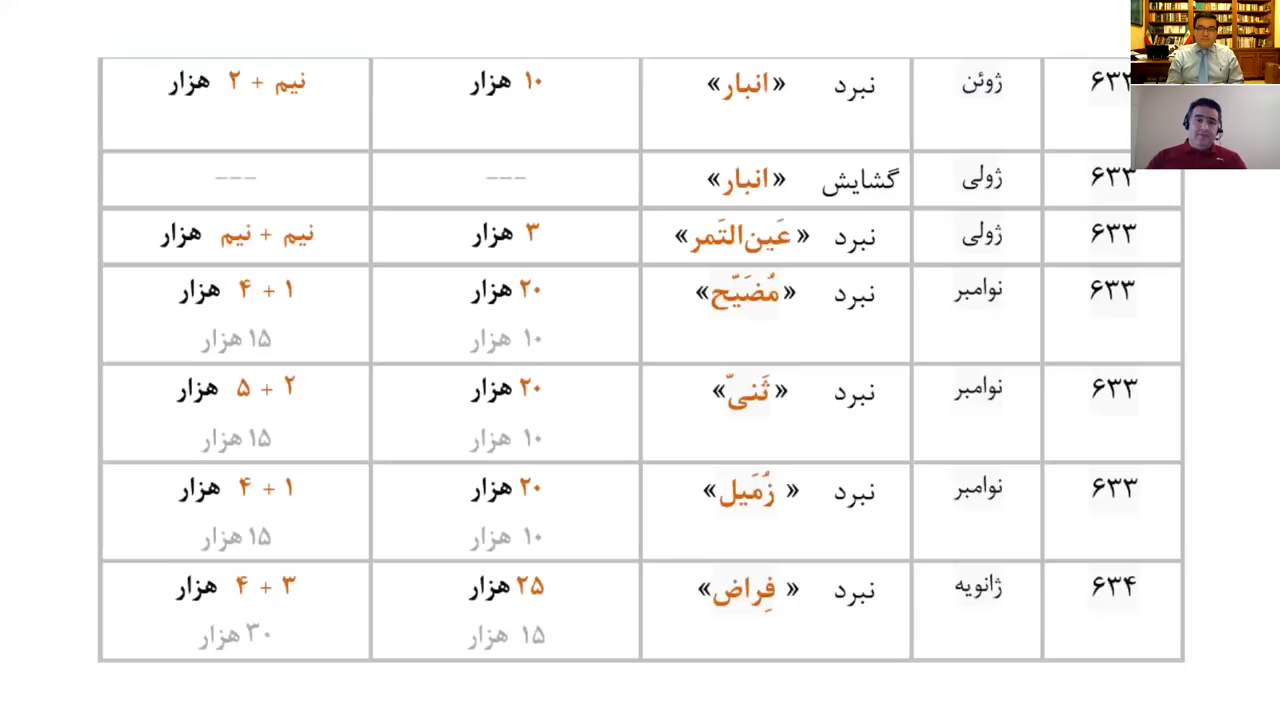 ژوئن نبرد «انبار» ۱۰ هزار نیم + ۲ هزار
۶۳۳ ژولی گشایش «انبار» --- ---
۶۳۳ ژولی نبرد «عَین‌التَمر» ۳ هزار نیم + نیم هزار
۶۳۳ نوامبر نبرد «مُضَیّح» ۲۰ هزار ۱ + ۴ هزار
۱۰ هزار ۱۵ هزار
۶۳۳ نوامبر نبرد «ثَنیّ» ۲۰ هزار ۲ + ۵ هزار
۱۰ هزار ۱۵ هزار
۶۳۳ نوامبر نبرد «زُمَیل» ۲۰ هزار ۱ + ۴ هزار
۱۰ هزار ۱۵ هزار
۶۳۴ ژانویه نبرد «فِراض» ۲۵ هزار ۳ + ۴ هزار
۱۵ هزار ۳۰ هزار